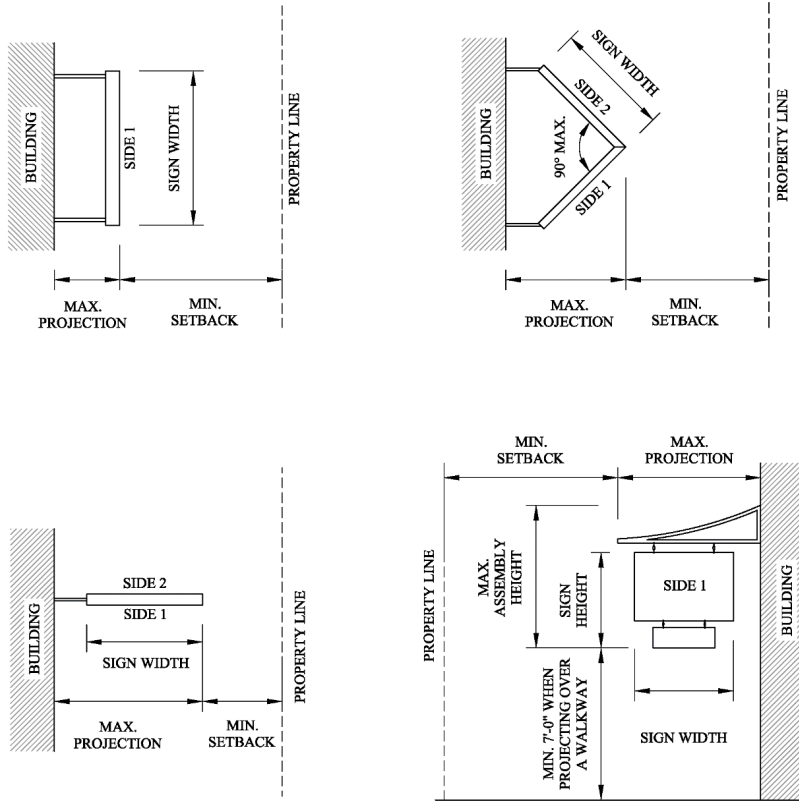 BUILDING
SIDE 1
SIGN WIDTH
PROPERTY LINE
MAX.
PROJECTION
MIN.
SETBACK
BUILDING
SIGN WIDTH
SIDE 2
90° MAX.
SIDE 1
PROPERTY LINE
MAX.
PROJECTION
MIN.
SETBACK
BUILDING
SIDE 2
SIDE 1
SIGN WIDTH
PROPERTY LINE
MAX.
PROJECTION
MIN.
SETBACK
MIN.
SETBACK
MAX.
PROJECTION
PROPERTY LINE
MAX.
ASSEMBLY
HEIGHT
SIGN
HEIGHT
SIDE 1
BUILDING
MIN. 7'-0" WHEN
PROJECTING OVER
A WALKWAY
SIGN WIDTH